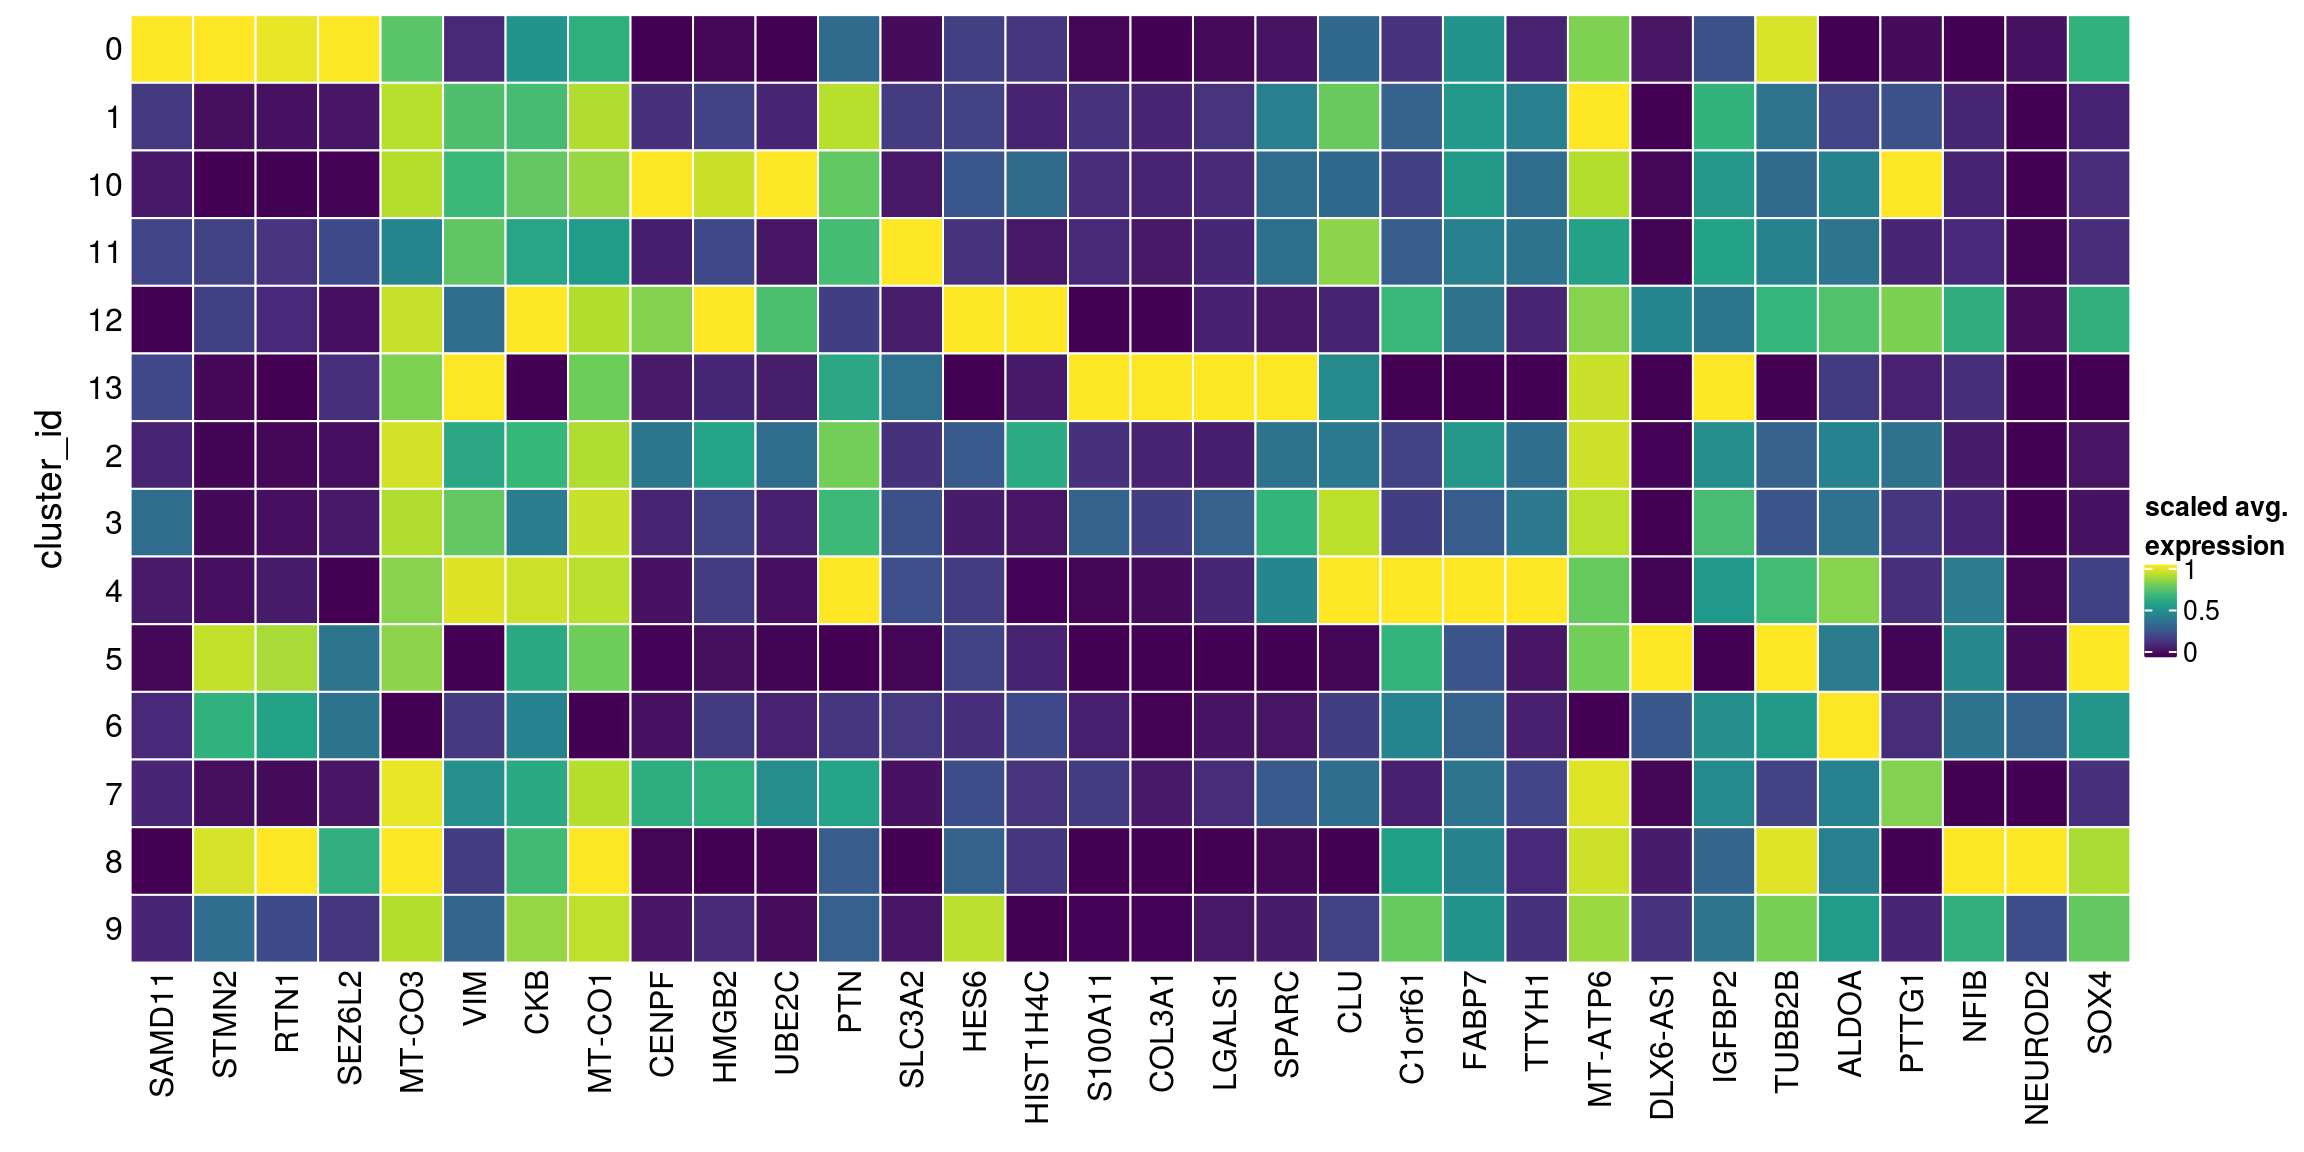 cluster_id
0
1
10
11
12
13
2
3
4
5
6
7
8
9
SAMD11
STMN2
RTN1
SEZ6L2
MT-CO3
VIM
CKB
MT-CO1
CENPF
HMGB2
UBE2C
PTN
SLC3A2
HES6
HIST1H4C
S100A11
COL3A1
LGALS1
SPARC
CLU
C1orf61
FABP7
TTYH1
MT-ATP6
DLX6-AS1
IGFBP2
TUBB2B
ALDOA
PTTG1
NFIB
NEUROD2
SOX4
scaled avg.
expression
1
0.5
0